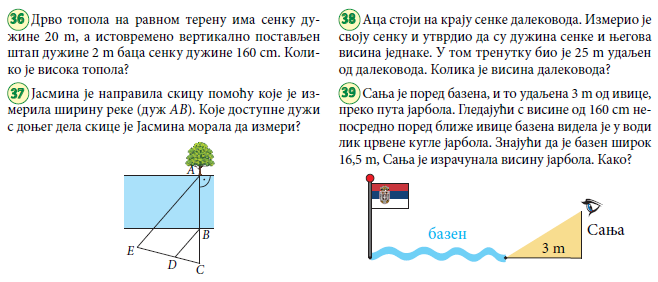 36 Дрво топола на равном терену има сенку ду-
жине 20 m, а истовремено вертикално постављен
штап дужине 2 m баца сенку дужине 160 cm. Коли-
ко је висока топола?
37 Јасмина је направила скицу помоћу које је из-
мерила ширину реке (дуж AB). Које доступне дужи
с доњег дела скице је Јасмина морала да измери?
A
B
E
D
C
38 Аца стоји на крају сенке далековода. Измерио је
своју сенку и утврдио да су дужина сенке и његова
висина једнаке. У том тренутку био је 25 m удаљен
од далековода. Колика је висина далековода?
39 Сања је поред базена, и то удаљена 3 m од ивице,
преко пута јарбола. Гледајући с висине од 160 cm не-
посредно поред ближе ивице базена видела је у води
лик црвене кугле јарбола. Знајући да је базен широк
16,5 m, Сања је израчунала висину јарбола. Како?
базен
Сања
3 m